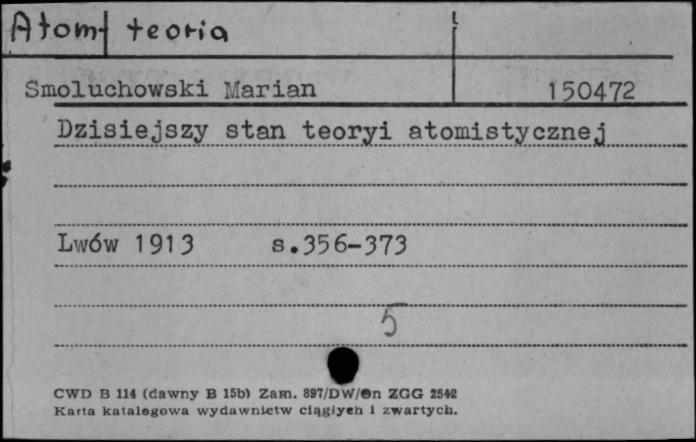 Atom teoria
Smoluchowski Marian 150472
Dzisiejszy stan teoryi atomistycznej
Lwów 1913 s.356-373
5
CWD B 114 (dawny B 15b) Zam. 897/DW/On ZGG 2542
Karta katalogowa wydawnictw ciągłych i zwartych.